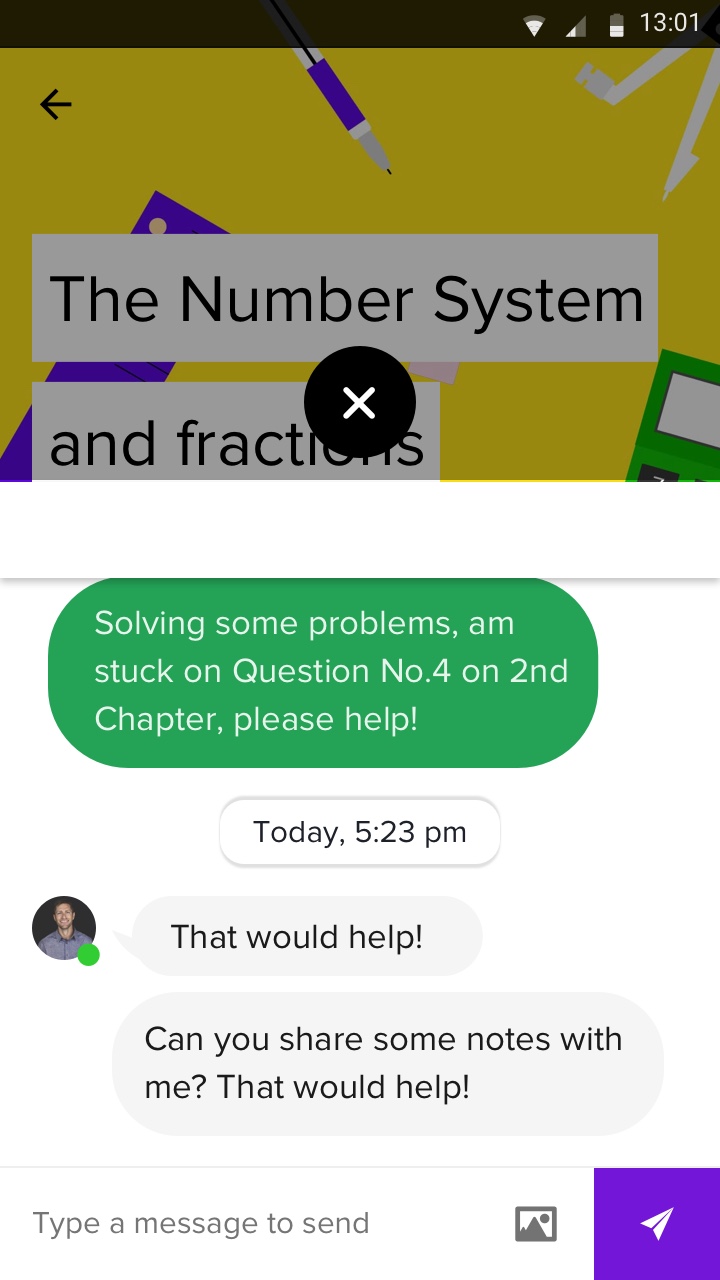 13:01
The Number System
and fractions
Solving some problems, am
stuck on Question No.4 on 2nd
Chapter, please help!
Today, 5:23 pm
That would help!
Can you share some notes with
me? That would help!
Type a message to send